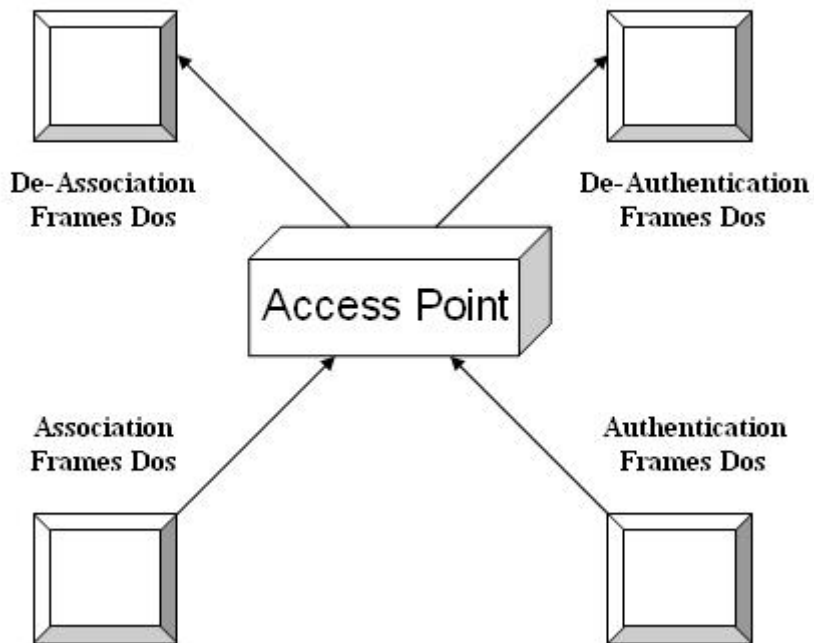 De-Association
Frames Dos
De-Authentication
Frames Dos
Access Point
Association
Frames Dos
Authentication
Frames Dos